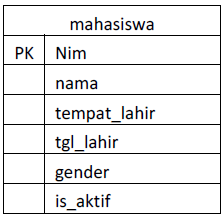 mahasiswa
PK Nim
nama
tempat_lahir
tgl_lahir
gender
is_aktif